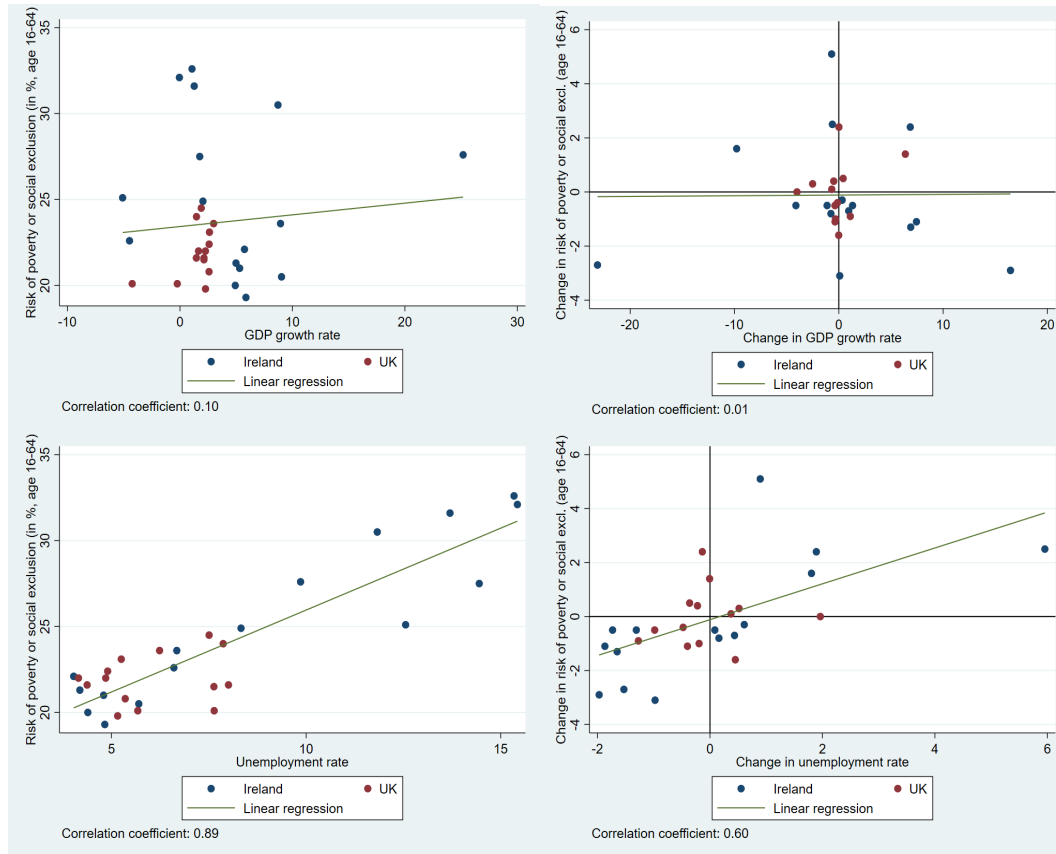 Risk of poverty or social exclusion (in %, age 16-64)
35
30
25
20
-10 0 10 20 30
GDP growth rate
Ireland UK
Linear regression
Correlation coefficient: 0.10
Change in risk of poverty or social excl. (age 16-64)
6
4
2
0
-2
-4
-20 -10 0 10 20
Change in GDP growth rate
Ireland UK
Linear regression
Correlation coefficient: 0.01
Risk of poverty or social exclusion (in %, age 16-64)
35
30
25
20
5 10 15
Unemployment rate
Ireland UK
Linear regression
Correlation coefficient: 0.89
Change in risk of poverty or social excl. (age 16-64)
6
4
2
0
-2
-4
-2 0 2 4 6
Change in unemployment rate
Ireland UK
Linear regression
Correlation coefficient: 0.60